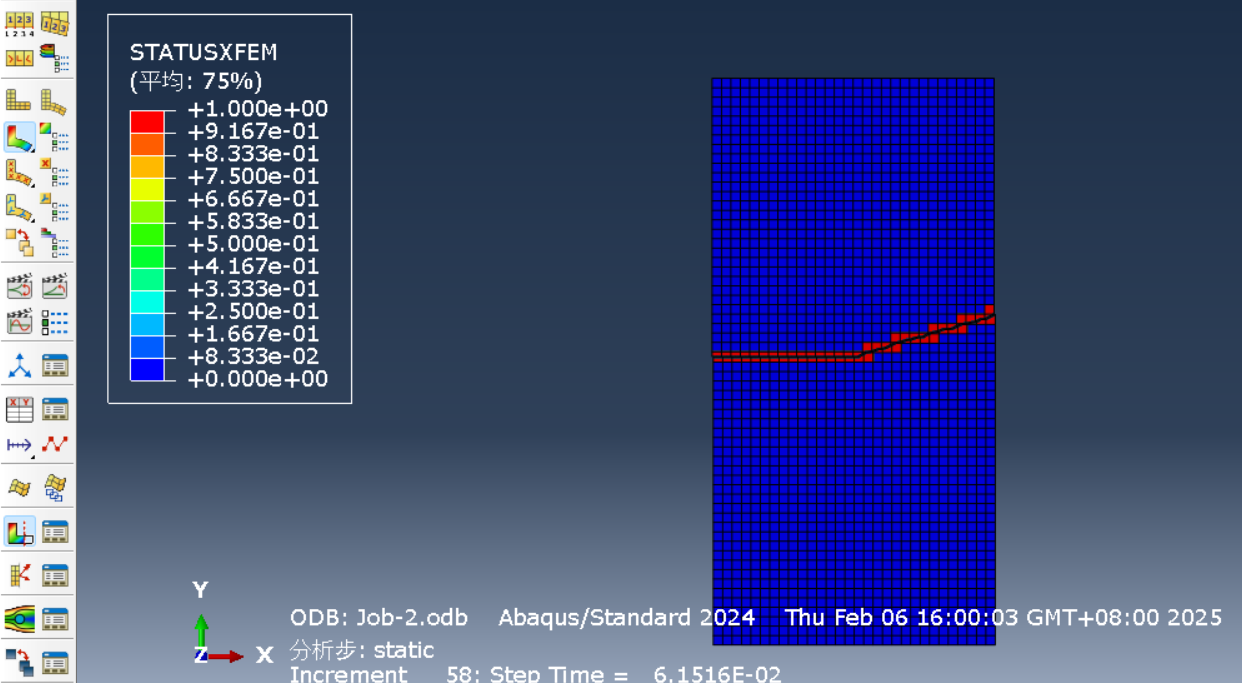 STATUSXFEM
(平均: 75%)
+1.000e+00
+9.167e-01
+8.333e-01
+7.500e-01
+6.667e-01
+5.833e-01
+5.000e-01
+4.167e-01
+3.333e-01
+2.500e-01
+1.667e-01
+8.333e-02
+0.000e+00
Y
Z X
ODB: Job-2.odb Abaqus/Standard 2024 Thu Feb 06 16:00:03 GMT+08:00 2025
分析步: static
Increment 58: Step Time = 6.1516E-02